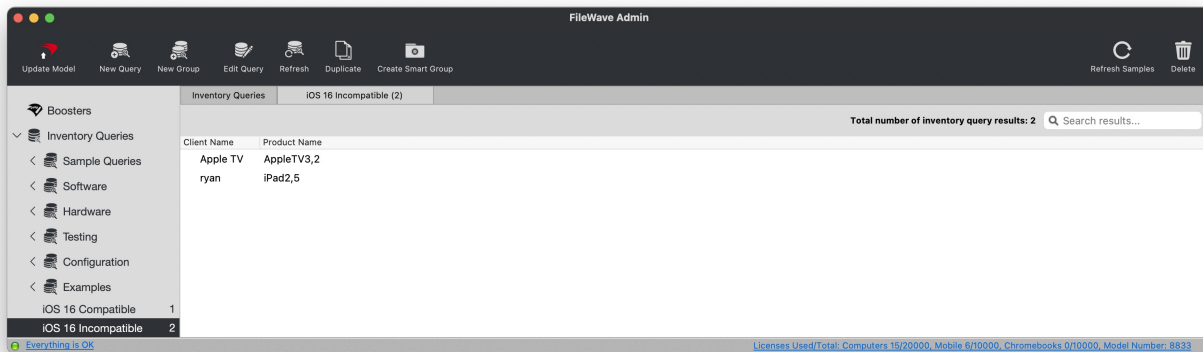 FileWave Admin
Update Model New Query New Group Edit Query Refresh Duplicate Create Smart Group Refresh Samples Delete
Inventory Queries iOS 16 Incompatible (2)
Boosters
Total number of inventory query results: 2 Search results...
Inventory Queries
Client Name Product Name
Sample Queries
Apple TV AppleTV3,2
Software
ryan iPad2,5
Hardware
Testing
Configuration
Examples
iOS 16 Compatible 1
iOS 16 Incompatible 2
Everything is OK Licenses Used/Total: Computers 15/20000, Mobile 6/10000, Chromebooks 0/10000, Model Number: 8833